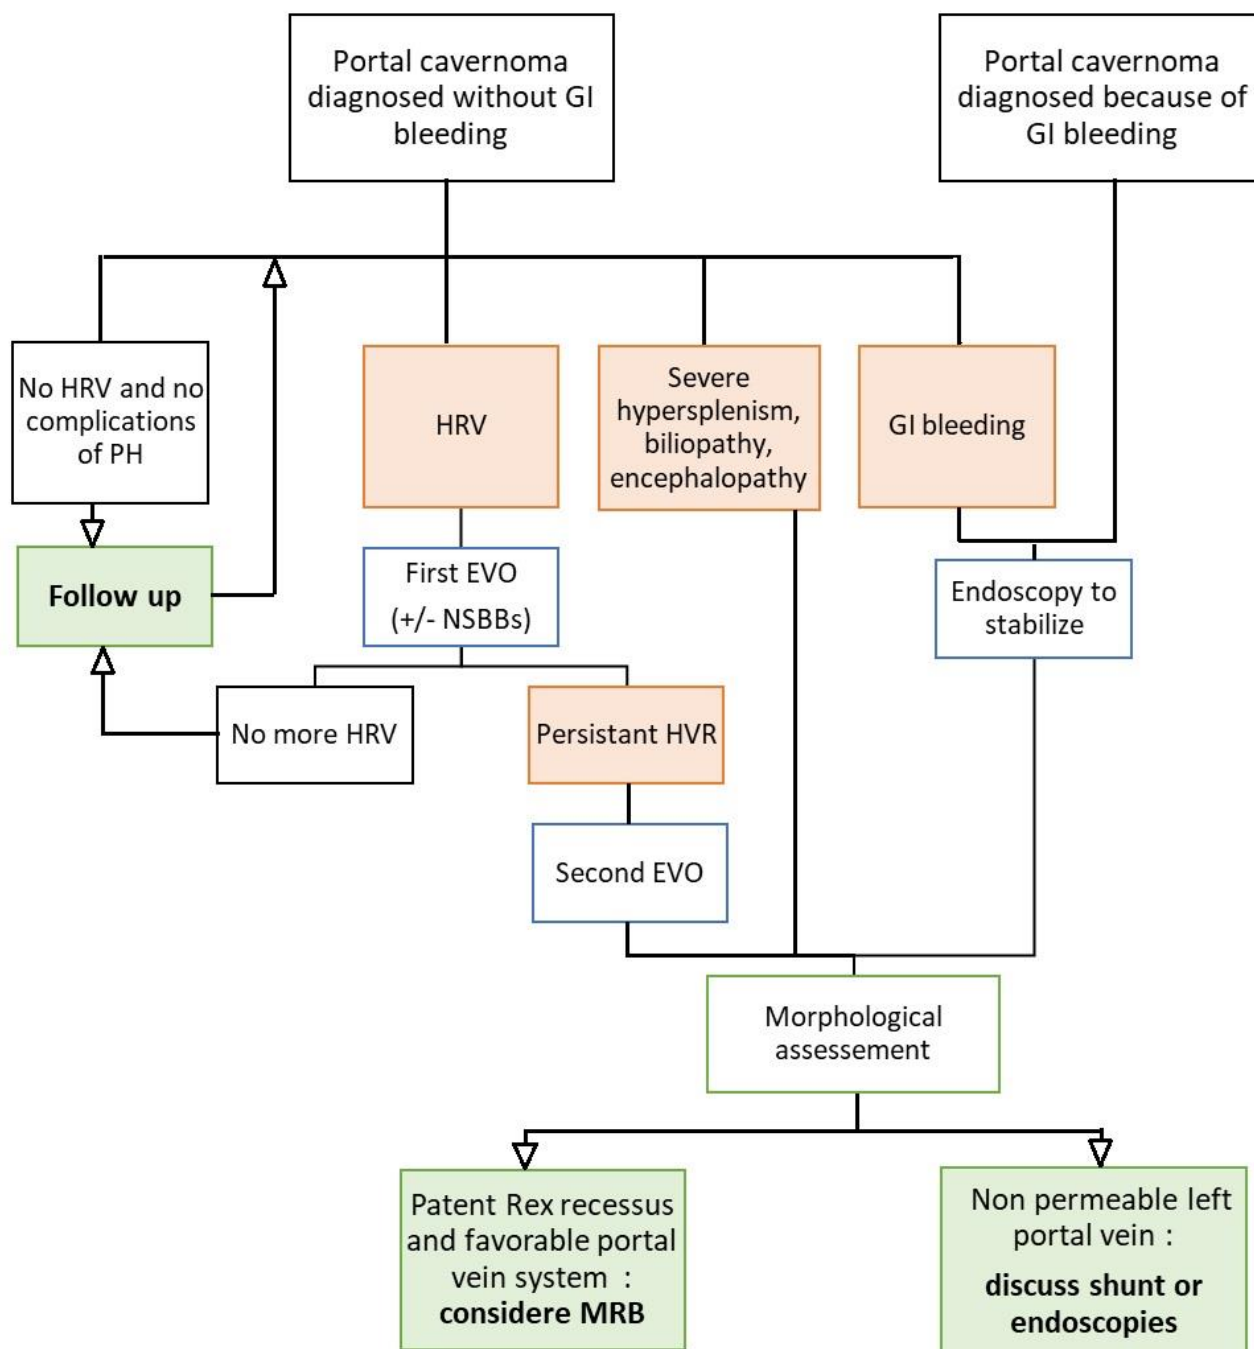 Portal cavernoma
diagnosed without GI
bleeding
Portal cavernoma
diagnosed because of
GI bleeding
No HRV and no
complications
of PH
HRV
Severe
hypersplenism,
biliopathy,
encephalopathy
GI bleeding
Follow up
First EVO
(+/- NSBBs)
Endoscopy to
stabilize
No more HRV
Persistant HVR
Second EVO
Morphological
assessement
Patent Rex recessus
and favorable portal
vein system :
considere MRB
Non permeable left
portal vein :
discuss shunt or
endoscopies